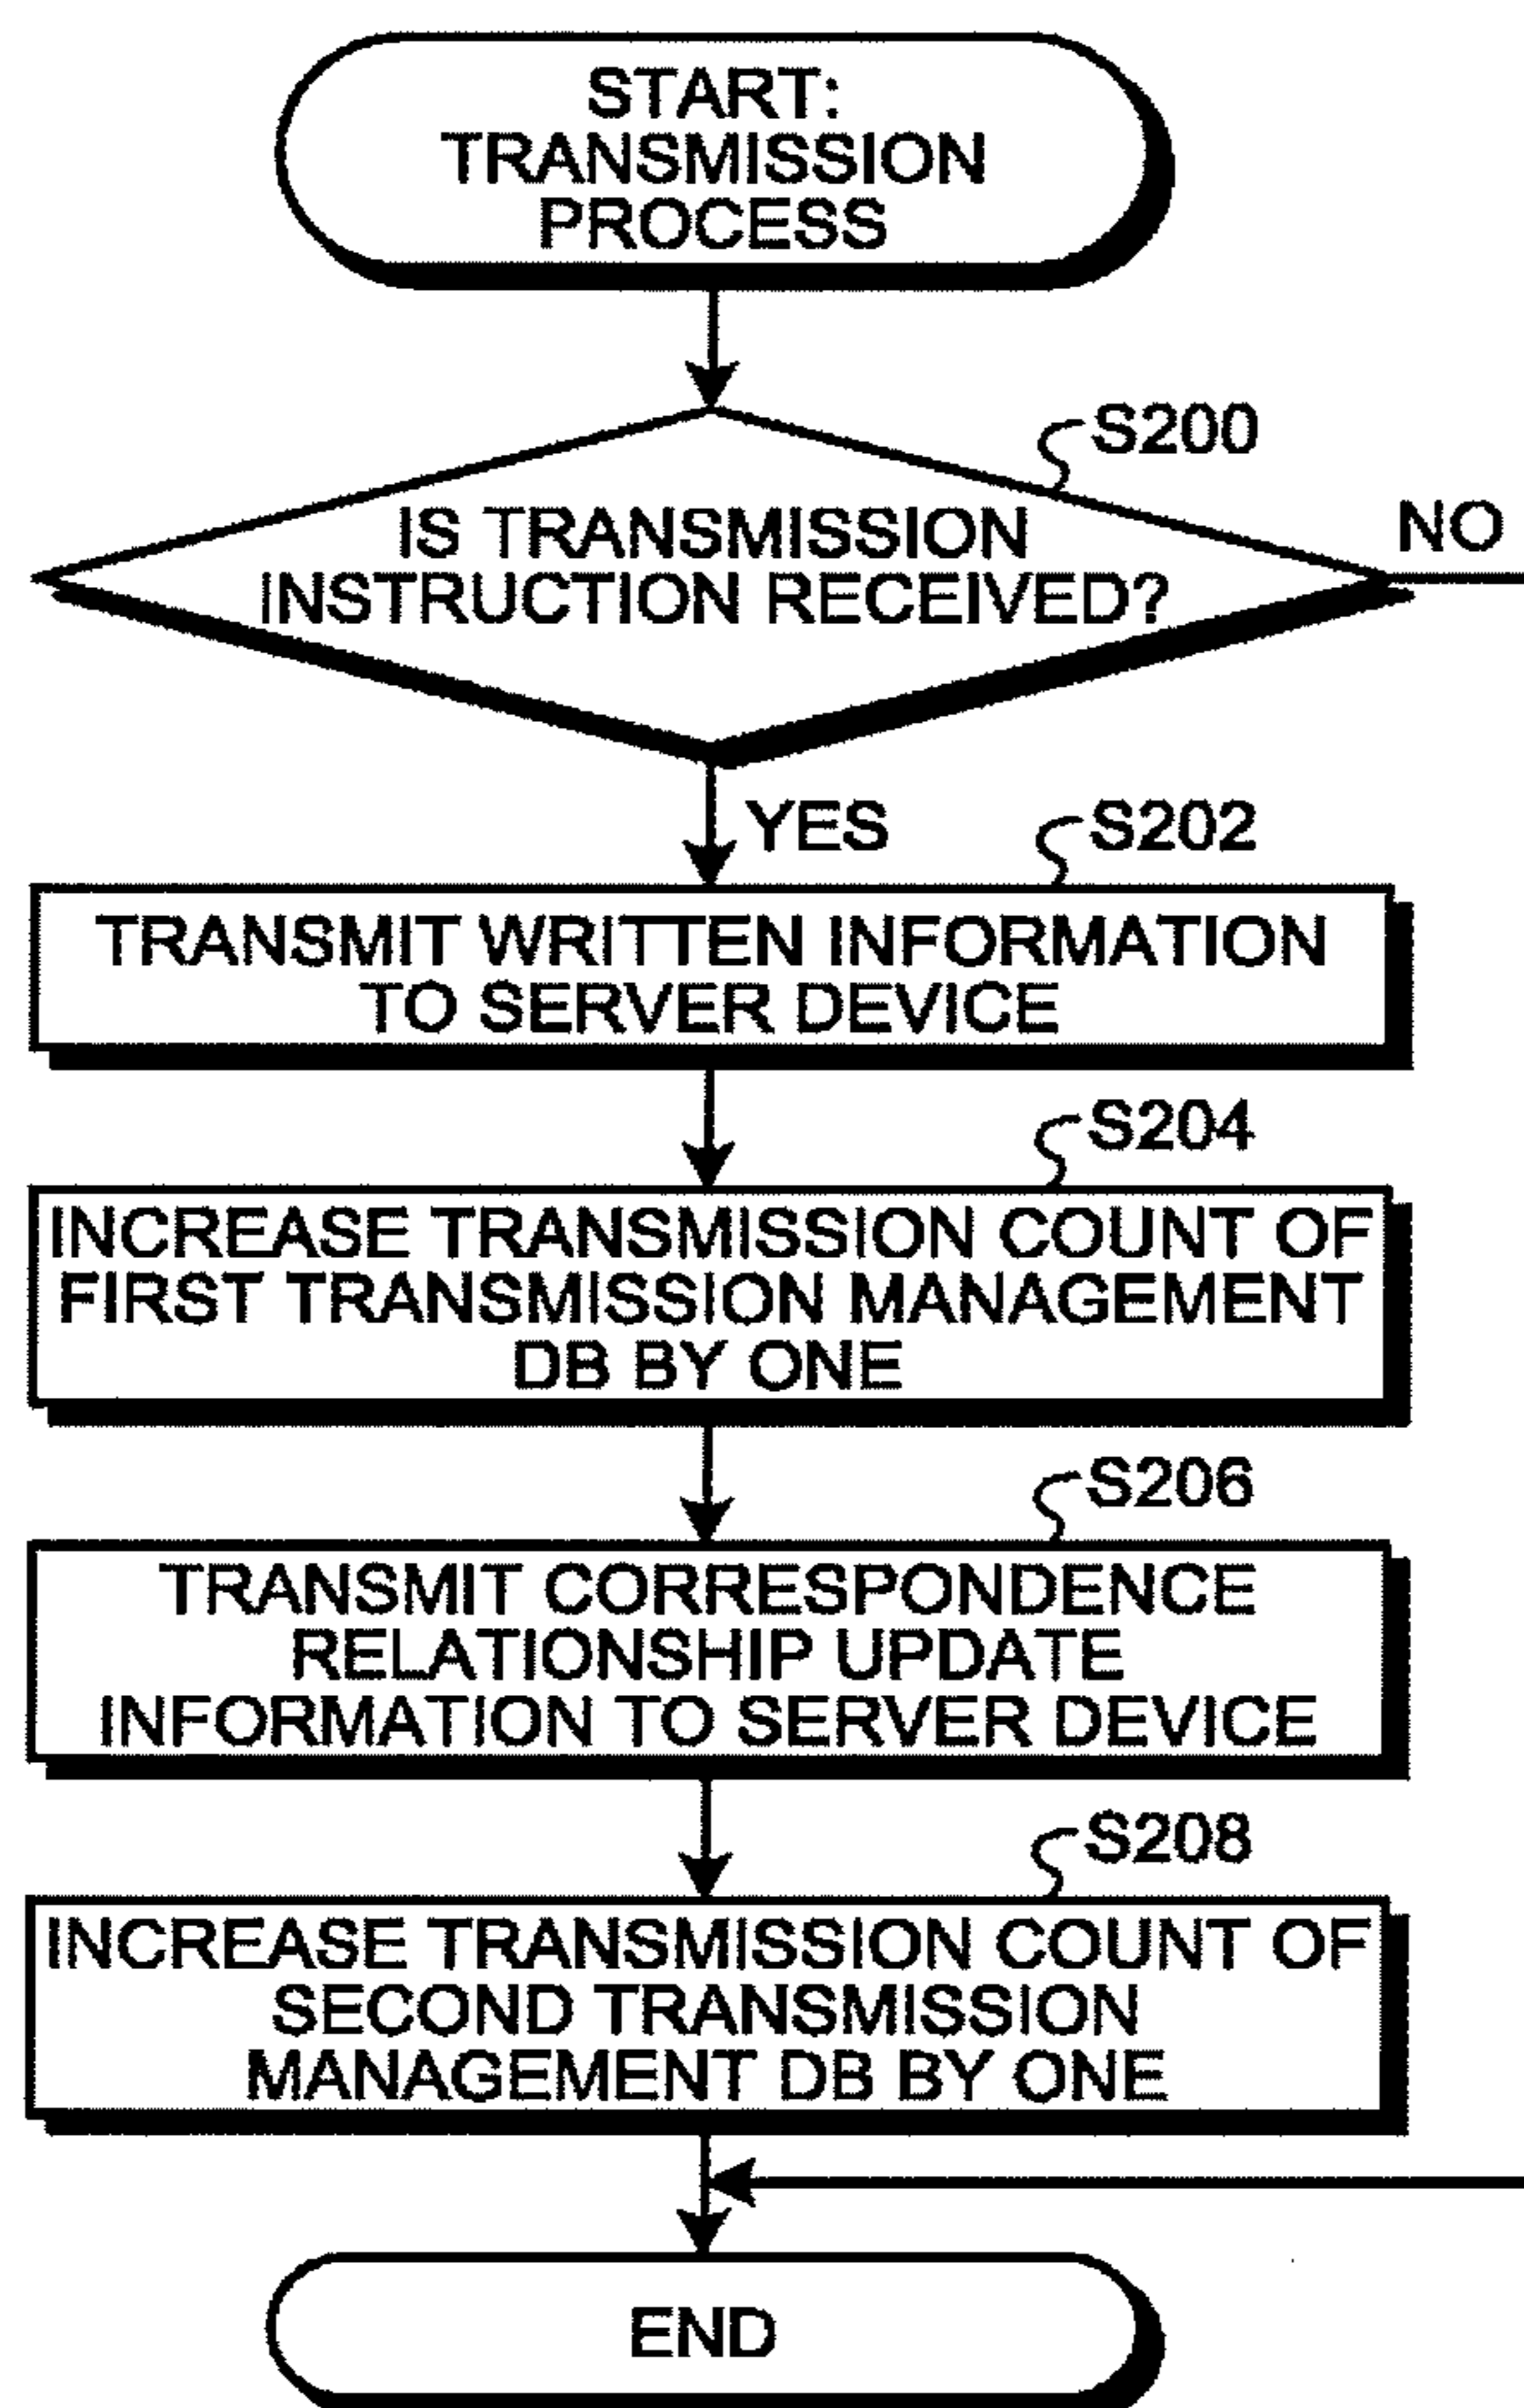 START:
TRANSMISSION
PROCESS
S200
NO
IS TRANSMISSION
INSTRUCTION RECEIVED?
YES
S202
TRANSMIT WRITTEN INFORMATION
TO SERVER DEVICE
S204
INCREASE TRANSMISSION COUNT OF
FIRST TRANSMISSION MANAGEMENT
DB BY ONE
S206
TRANSMIT CORRESPONDENCE
RELATIONSHIP UPDATE
INFORMATION TO SERVER DEVICE
S208
INCREASE TRANSMISSION COUNT OF
SECOND TRANSMISSION
MANAGEMENT DB BY ONE
END